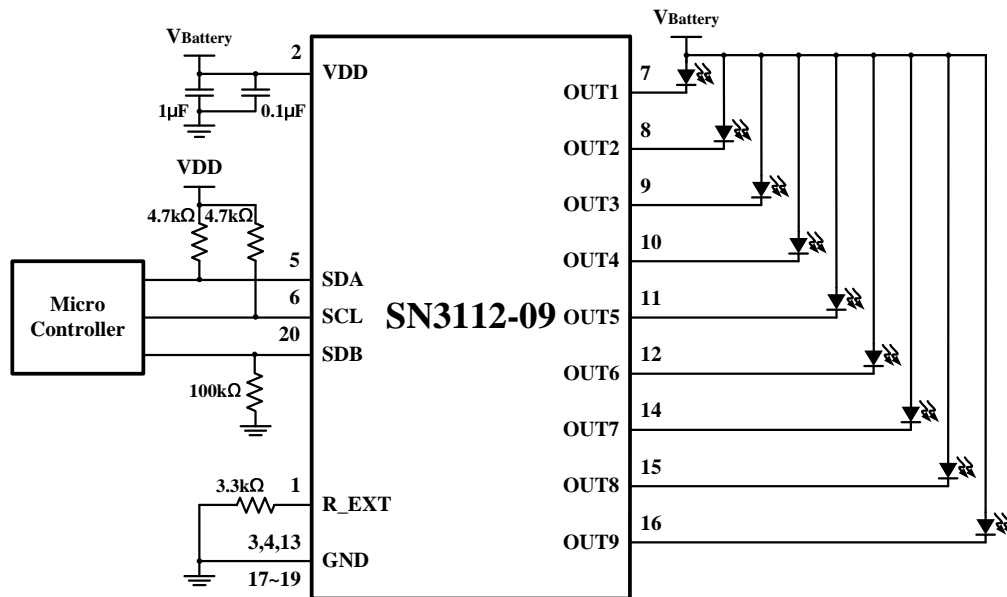 VBattery
2
VDD
1µF
0.1µF
VDD
4.7kΩ
4.7kΩ
Micro
Controller
5
SDA
6
SCL
20
SDB
100kΩ
3.3kΩ
1
R_EXT
3,4,13
GND
17~19
SN3112-09
VBattery
7
OUT1
8
OUT2
9
OUT3
10
OUT4
11
OUT5
12
OUT6
14
OUT7
15
OUT8
16
OUT9